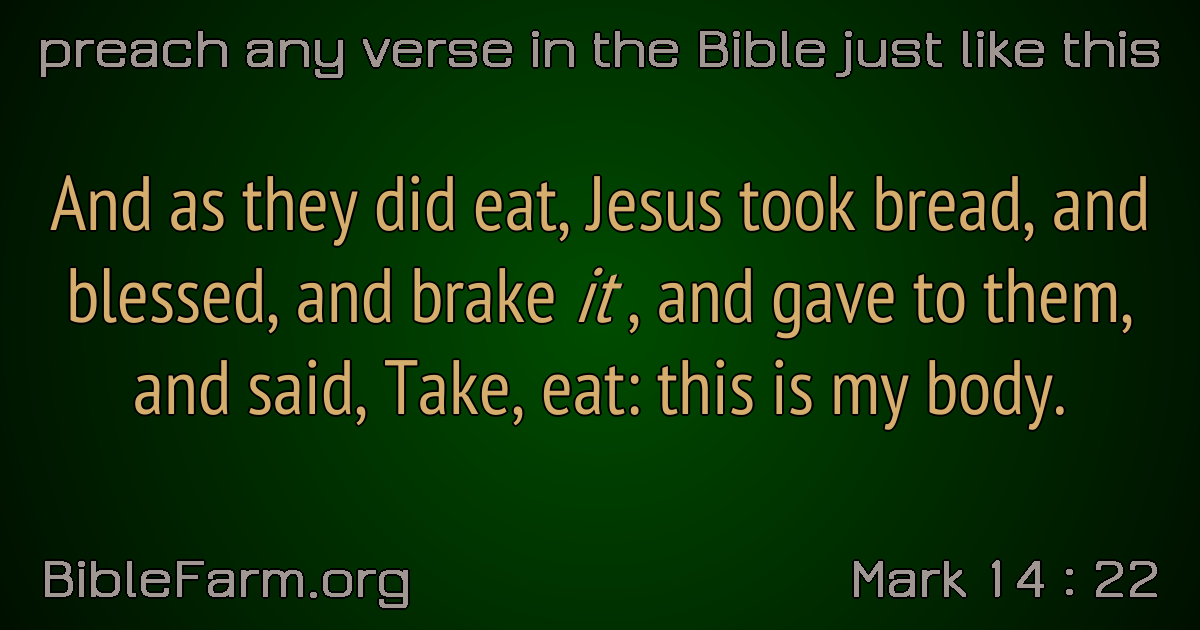 preach any verse in the Bible just like this
And as they did eat, Jesus took bread, and
blessed, and brake it , and gave to them,
and said, Take, eat: this is my body.
BibleFarm.org
Mark 14 : 22